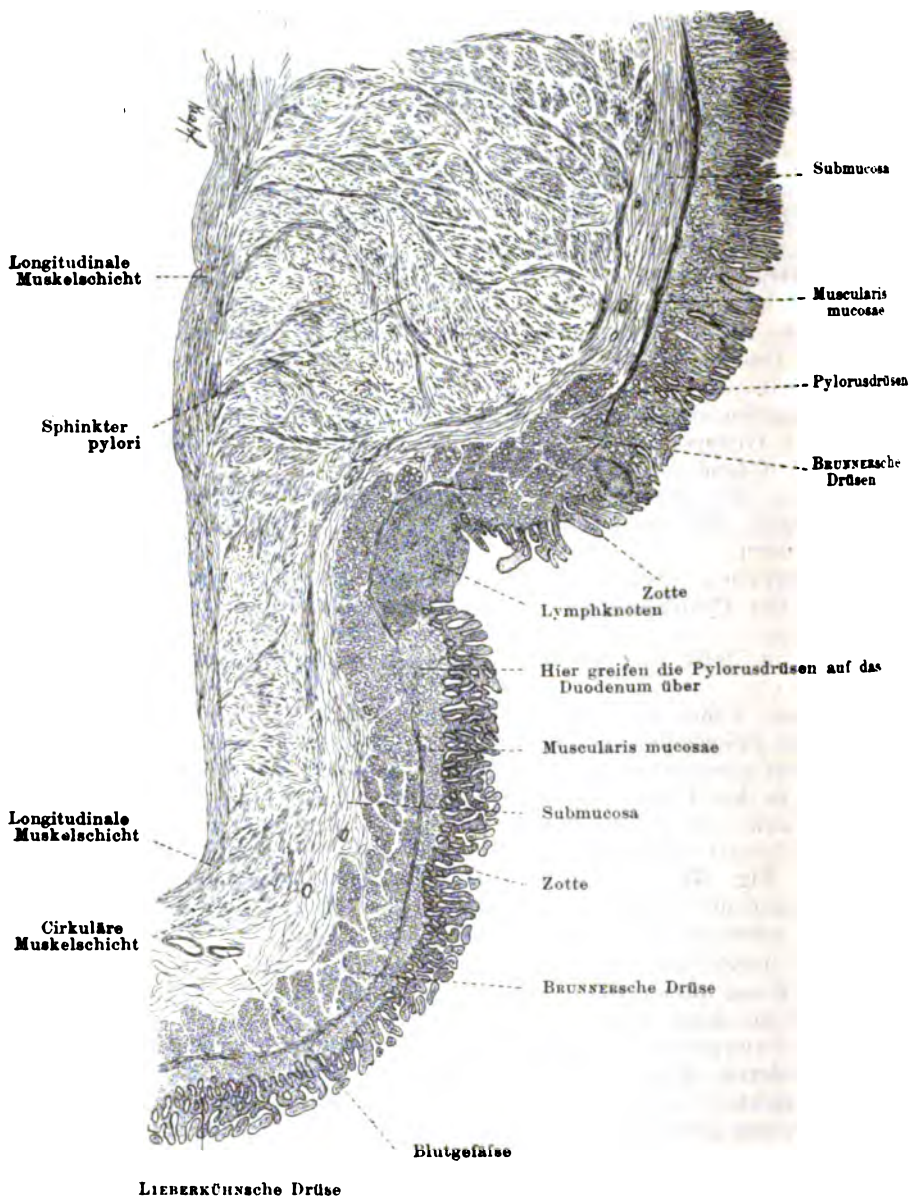 Submucosa
Longitudinale
Muskelschicht
Muscularis
mucosae
Pylorusdrüsen
Sphinkter
pylori
BRUNNERsche
Drüsen
Zotte
Lymphknoten
Hier greifen die Pylorusdrüsen auf das
Duodenum über
Muscularis mucosae
Longitudinale
Muskelschicht
Submucosa
Zotte
Cirkuläre
Muskelschicht
BRUNNERsche Drüse
Blutgefäfse
LIEBERKÜHNsche Drüse